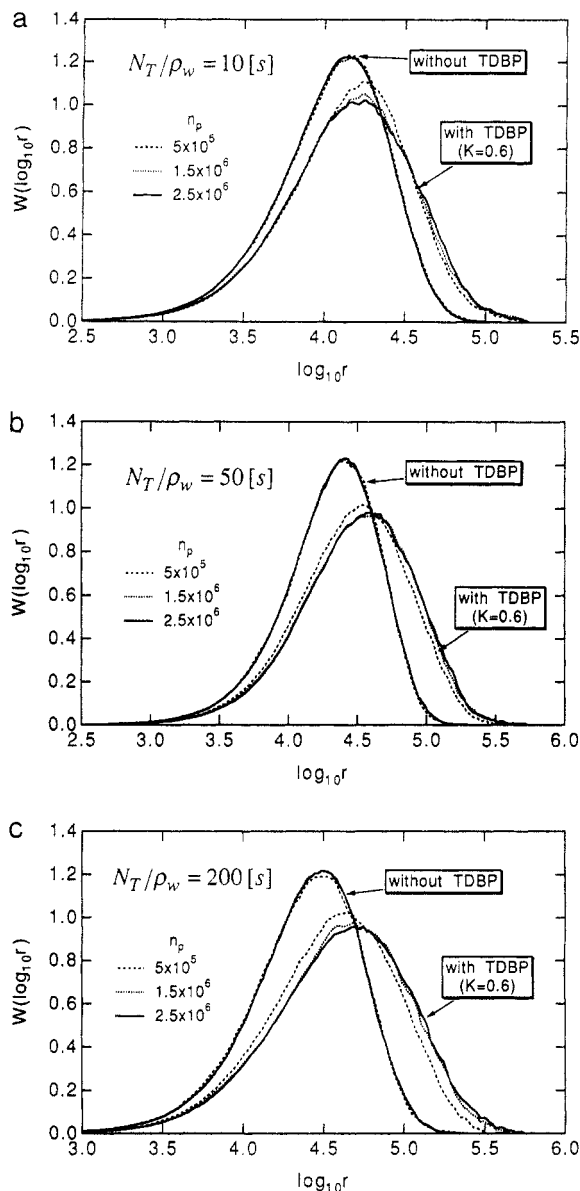 a
N_T/ρ_w = 10 [s]
without TDBP
n_p
5x10^5
1.5x10^6
2.5x10^6
with TDBP
(K=0.6)
W(log_10 r)
1.4
1.2
1.0
0.8
0.6
0.4
0.2
0.0
2.5 3.0 3.5 4.0 4.5 5.0 5.5
log_10 r
b
N_T/ρ_w = 50 [s]
without TDBP
n_p
5x10^5
1.5x10^6
2.5x10^6
with TDBP
(K=0.6)
W(log_10 r)
1.4
1.2
1.0
0.8
0.6
0.4
0.2
0.0
2.5 3.0 3.5 4.0 4.5 5.0 5.5 6.0
log_10 r
c
N_T/ρ_w = 200 [s]
without TDBP
n_p
5x10^5
1.5x10^6
2.5x10^6
with TDBP
(K=0.6)
W(log_10 r)
1.4
1.2
1.0
0.8
0.6
0.4
0.2
0.0
3.0 3.5 4.0 4.5 5.0 5.5 6.0
log_10 r